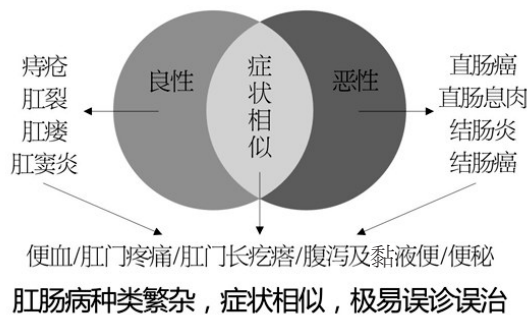 痔疮
肛裂
肛瘘
肛窦炎
良性
症状相似
恶性
直肠癌
直肠息肉
结肠炎
结肠癌
便血/肛门疼痛/肛门长疙瘩/腹泻及黏液便/便秘
肛肠病种类繁杂，症状相似，极易误诊误治